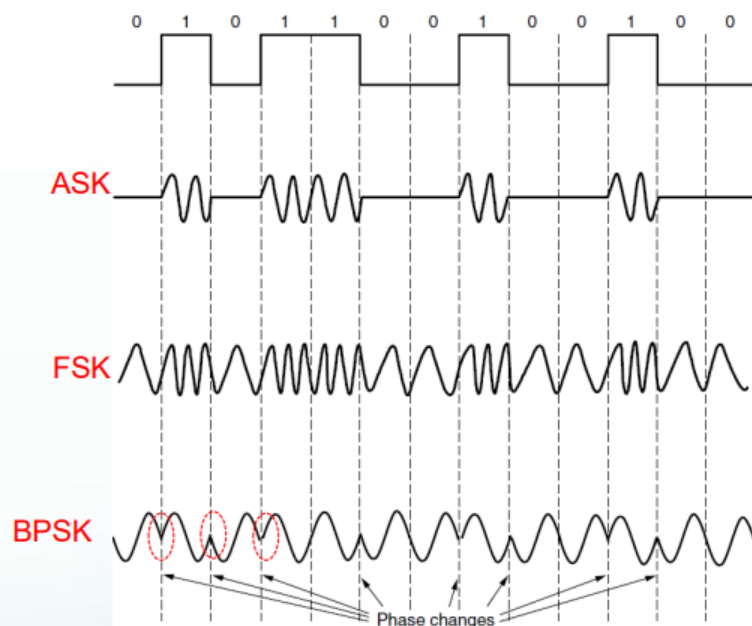 0 1 0 1 1 0 0 1 0 0 1 0 0
ASK
FSK
BPSK
Phase changes